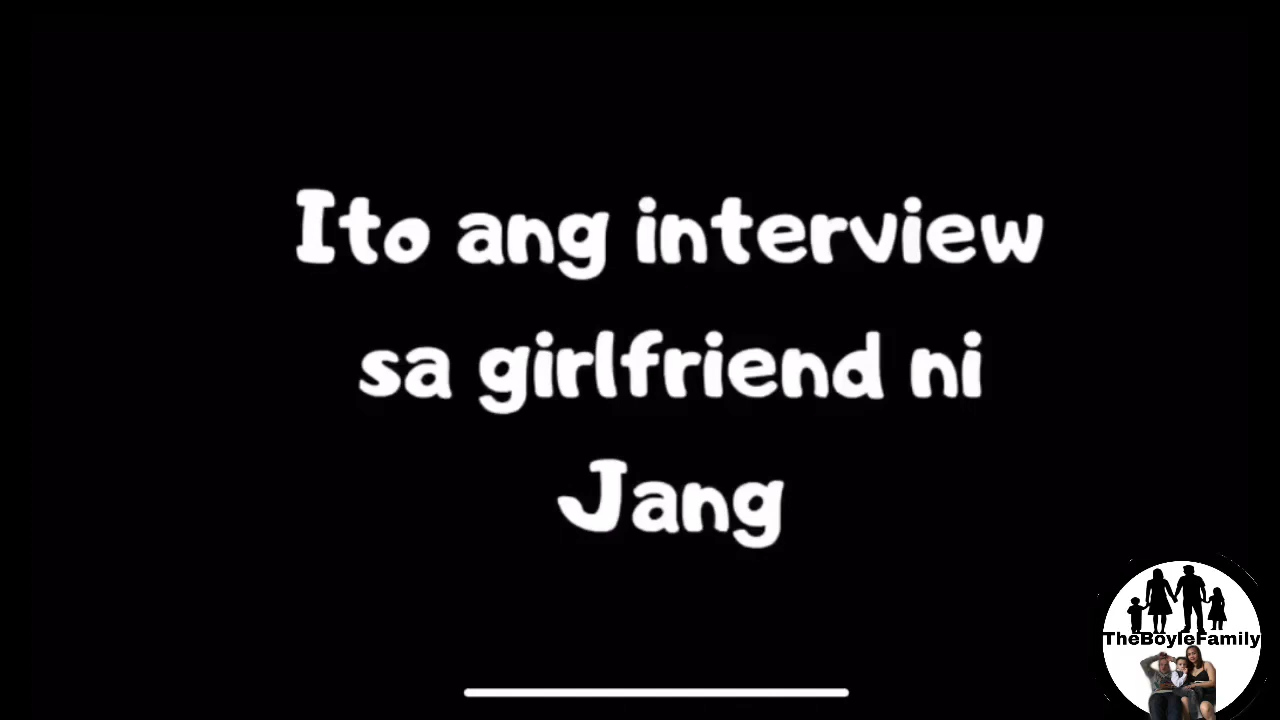 Ito ang interview
sa girlfriend ni
Jang
TheBoyleFamily